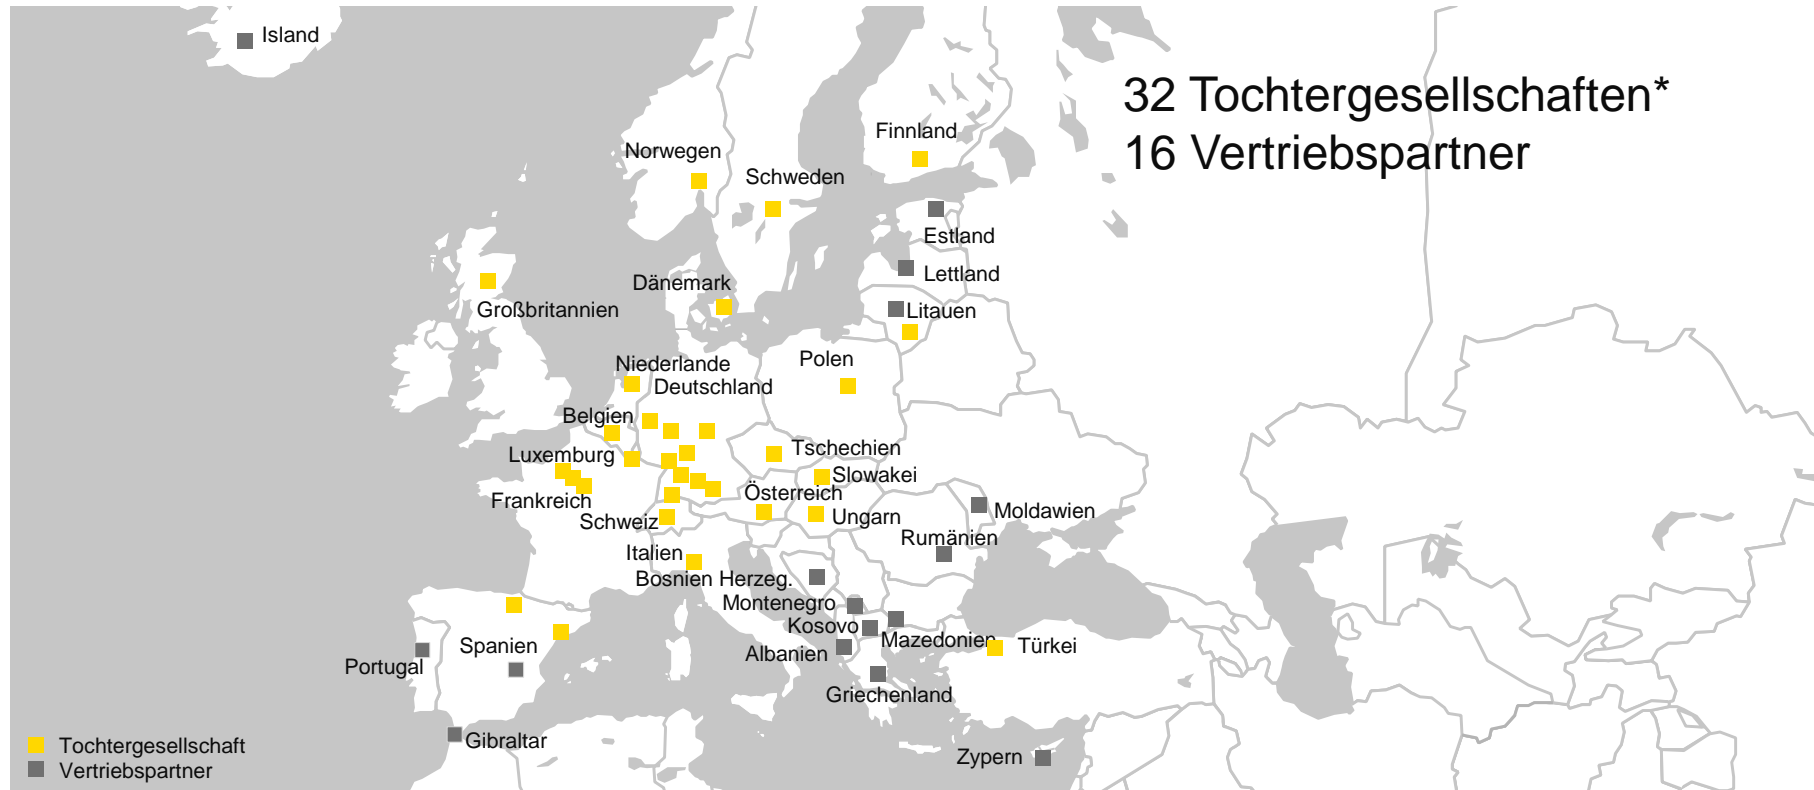 Island
32 Tochtergesellschaften*
16 Vertriebspartner
Finnland
Norwegen
Schweden
Estland
Lettland
Dänemark
Großbritannien
Litauen
Polen
Niederlande
Deutschland
Belgien
Tschechien
Luxemburg
Slowakei
Österreich
Frankreich
Moldawien
Ungarn
Schweiz
Rumänien
Italien
Bosnien Herzeg.
Montenegro
Kosovo
Mazedonien
Spanien
Türkei
Albanien
Portugal
Griechenland
Gibraltar
Zypern
Tochtergesellschaft
Vertriebspartner